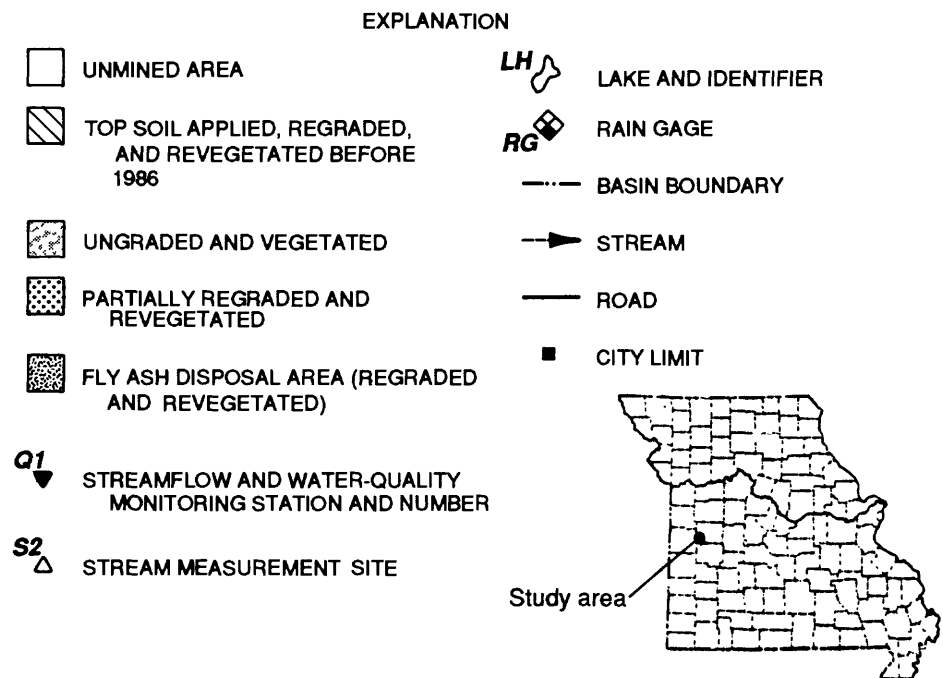 EXPLANATION
UNMINED AREA
TOP SOIL APPLIED, REGRADED,
AND REVEGETATED BEFORE
1986
UNGRADED AND VEGETATED
PARTIALLY REGRADED AND
REVEGETATED
FLY ASH DISPOSAL AREA (REGRADED
AND REVEGETATED)
Q1
STREAMFLOW AND WATER-QUALITY
MONITORING STATION AND NUMBER
S2
STREAM MEASUREMENT SITE
LH
LAKE AND IDENTIFIER
RG
RAIN GAGE
BASIN BOUNDARY
STREAM
ROAD
CITY LIMIT
Study area